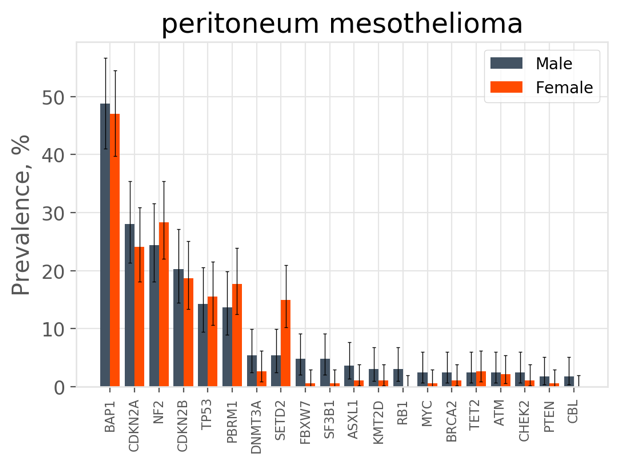 peritoneum mesothelioma
Male
Female
Prevalence, %
50
40
30
20
10
0
BAP1
CDKN2A
NF2
CDKN2B
TP53
PBRM1
DNMT3A
SETD2
FBXW7
SF3B1
ASXL1
KMT2D
RB1
MYC
BRCA2
TET2
ATM
CHEK2
PTEN
CBL